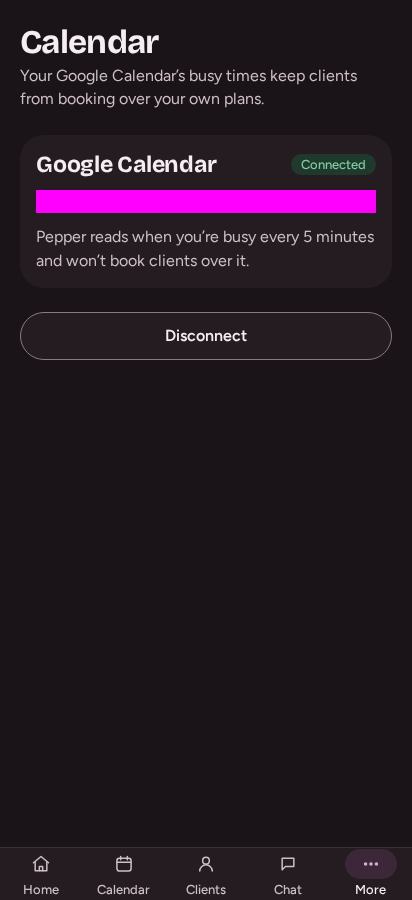 Calendar
Your Google Calendar’s busy times keep clients
from booking over your own plans.
Google Calendar
Connected
Pepper reads when you’re busy every 5 minutes
and won’t book clients over it.
Disconnect
Home
Calendar
Clients
Chat
More